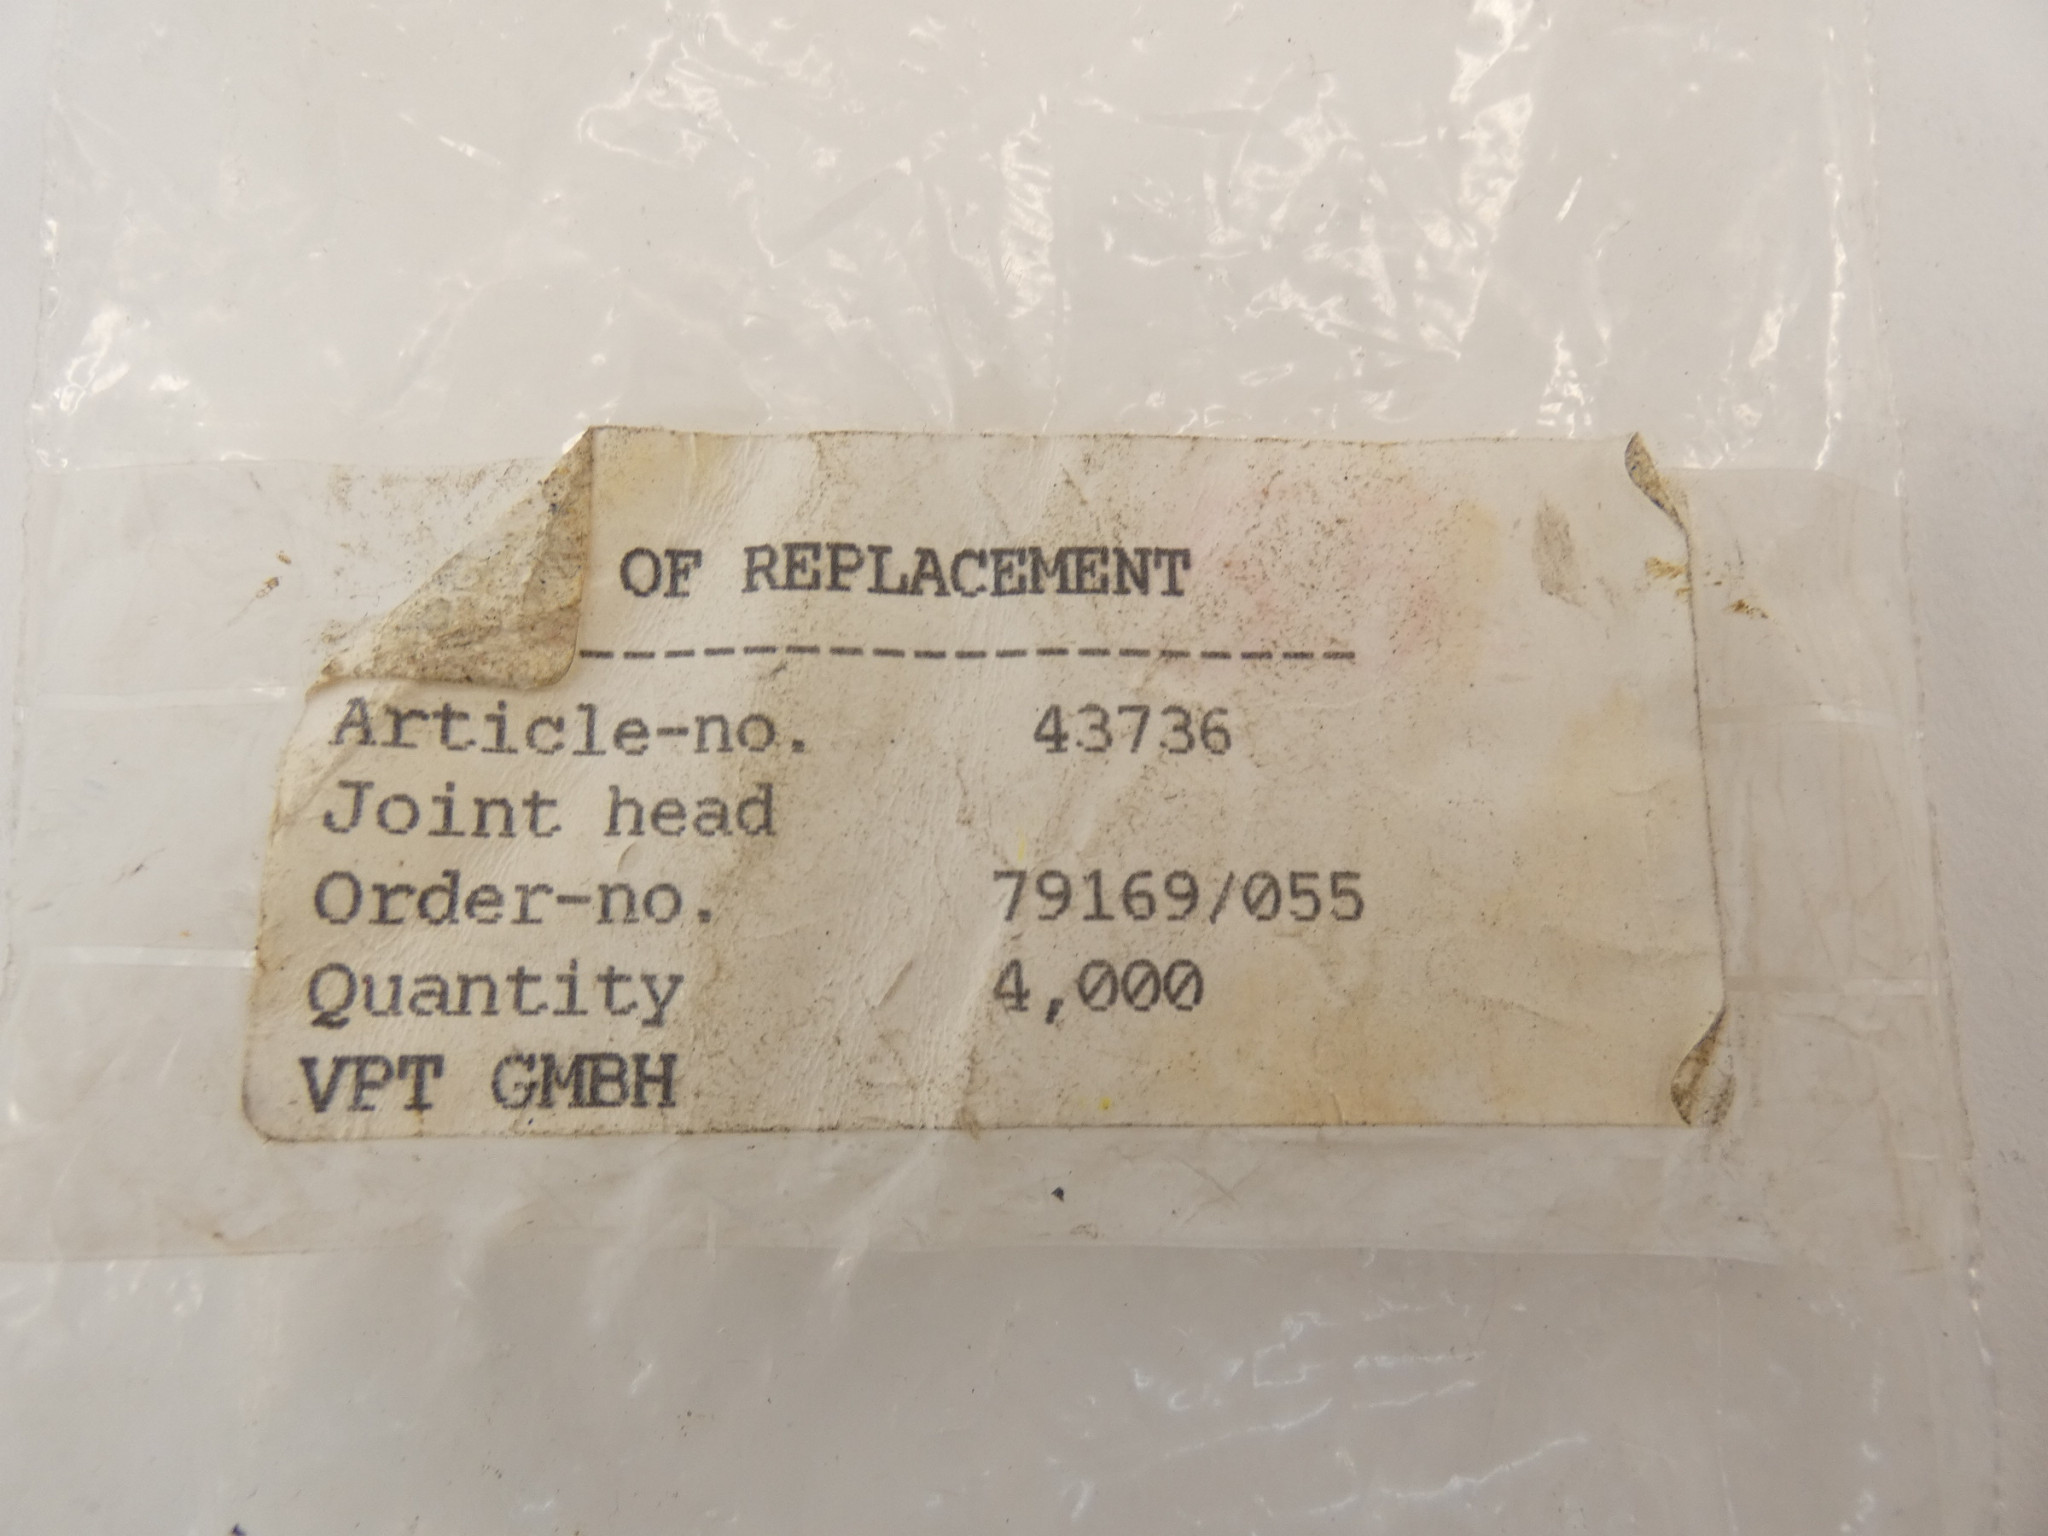 OF REPLACEMENT
-----------------------
Article-no. 43736
Joint head
Order-no. 79169/055
Quantity 4,000
VPT GMBH